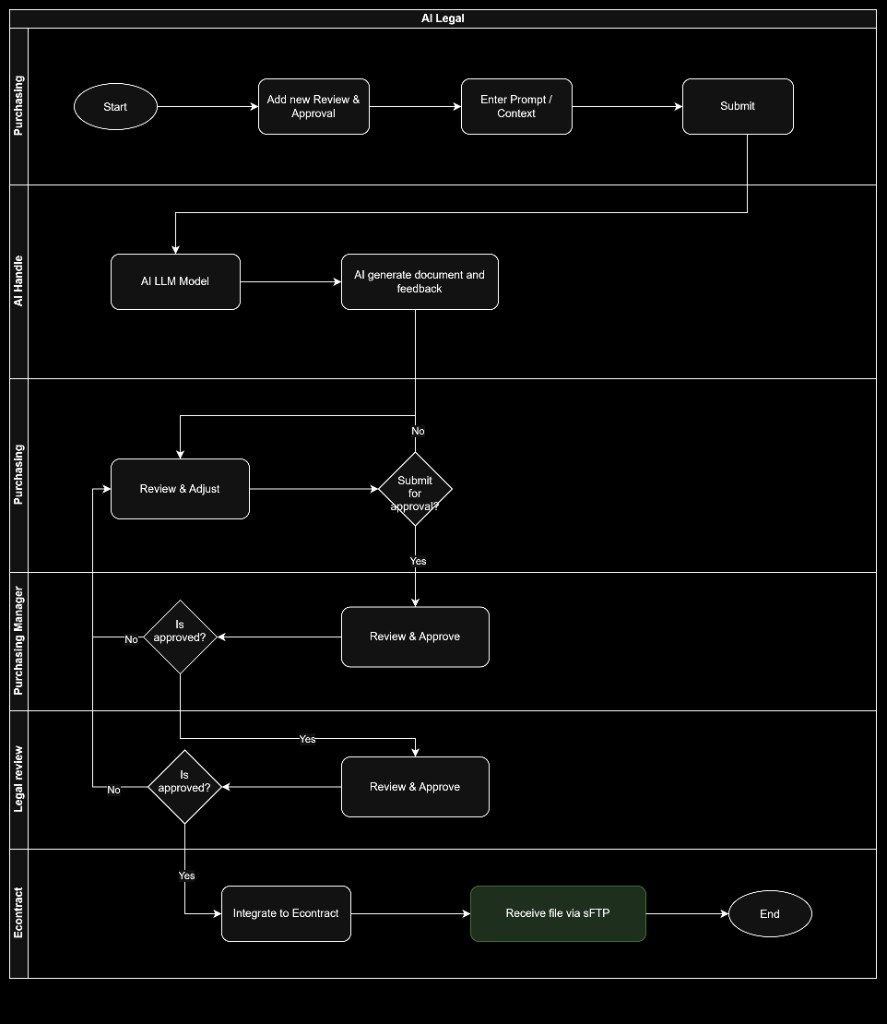 AI Legal
Purchasing
Start
Add new Review &
Approval
Enter Prompt /
Context
Submit
AI Handle
AI LLM Model
AI generate document and
feedback
Purchasing
No
Review & Adjust
Submit
for
approval?
Yes
Purchasing Manager
Is
approved?
No
Review & Approve
Legal review
Yes
Is
approved?
No
Review & Approve
Econtract
Yes
Integrate to Econtract
Receive file via sFTP
End